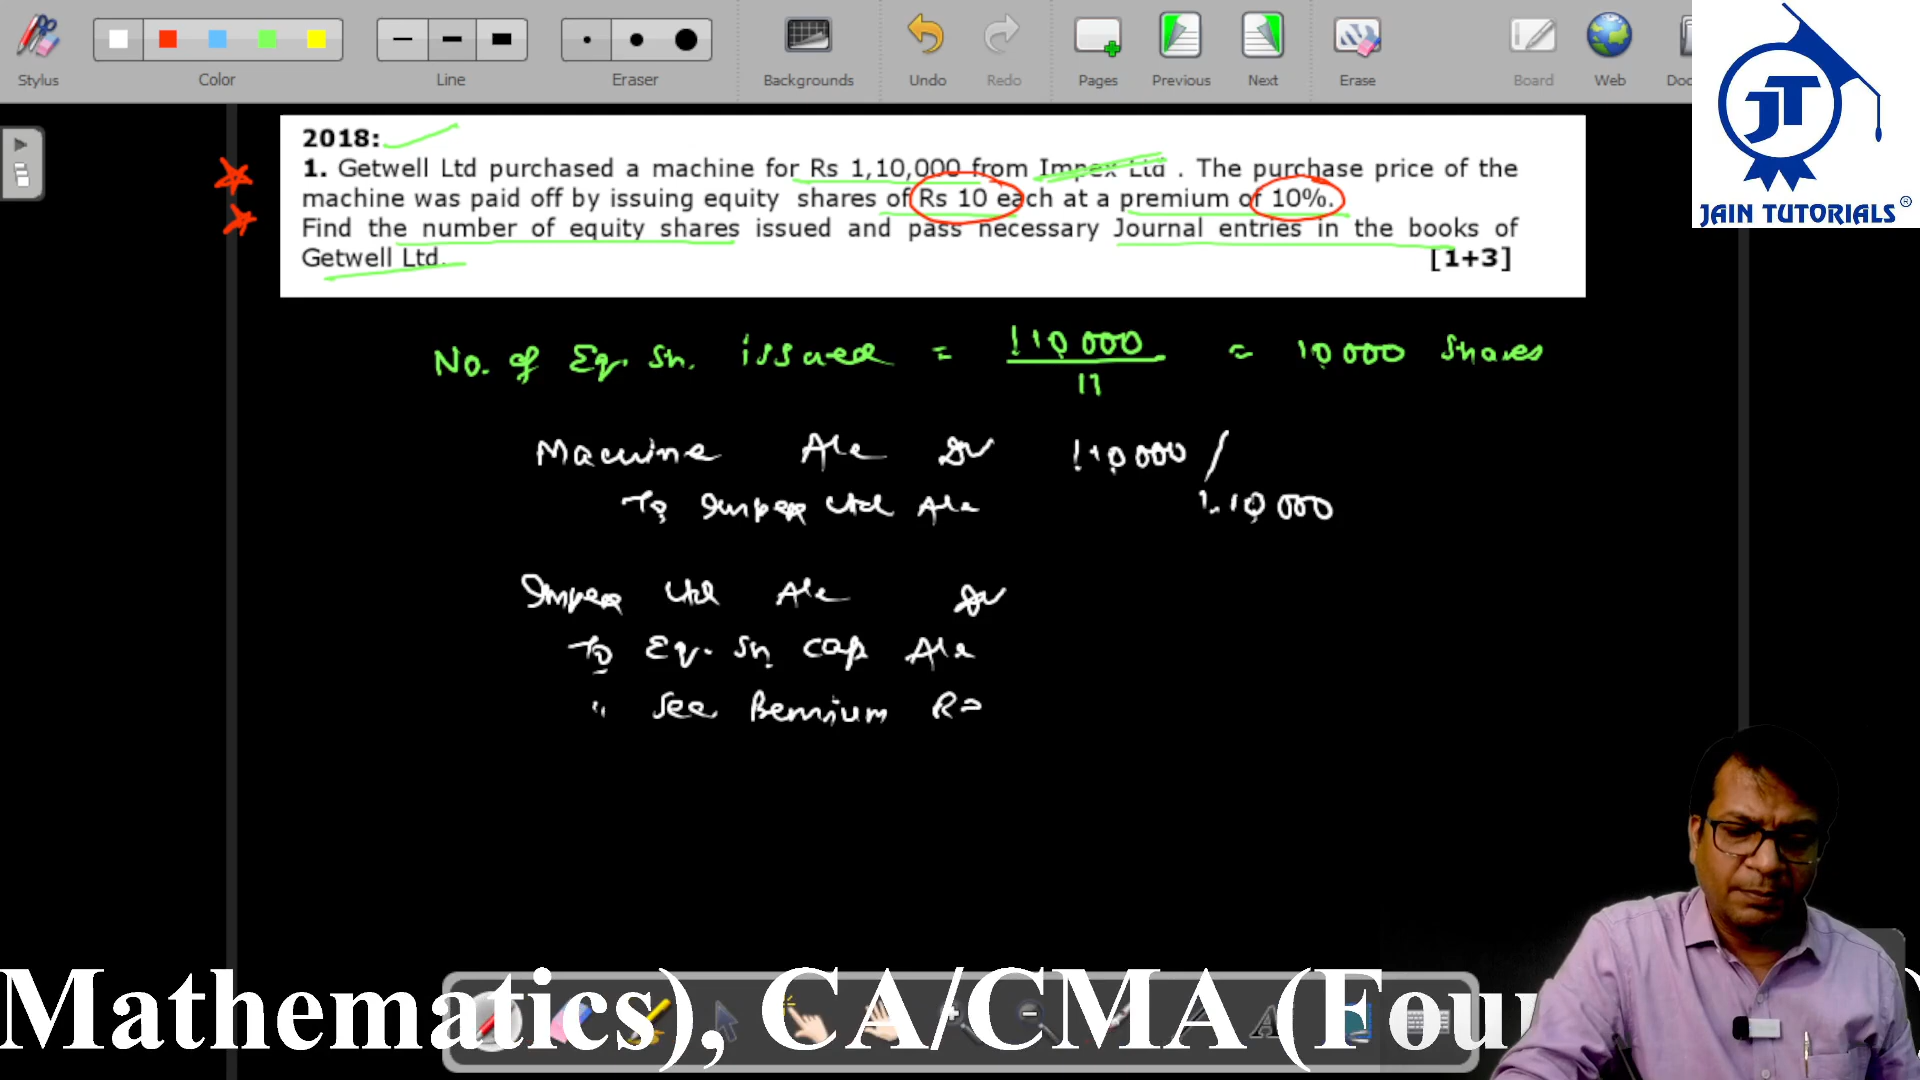 Stylus Color Line Eraser Backgrounds Undo Redo Pages Previous Next Erase Board Web
JT
JAIN TUTORIALS®
2018:
1. Getwell Ltd purchased a machine for Rs 1,10,000 from Impex Ltd . The purchase price of the
machine was paid off by issuing equity shares of Rs 10 each at a premium of 10%.
Find the number of equity shares issued and pass necessary Journal entries in the books of
Getwell Ltd.
[1+3]
No. of Eq. Sh. issued = 110000 / 11 = 10000 Shares
Machine A/c Dr 110000 /
To Impex Ltd A/c 1,10,000
Impex Ltd A/c Dr
To Eq. Sh. Cap A/c
" Sec Premium
Mathematics), CA/CMA (Four